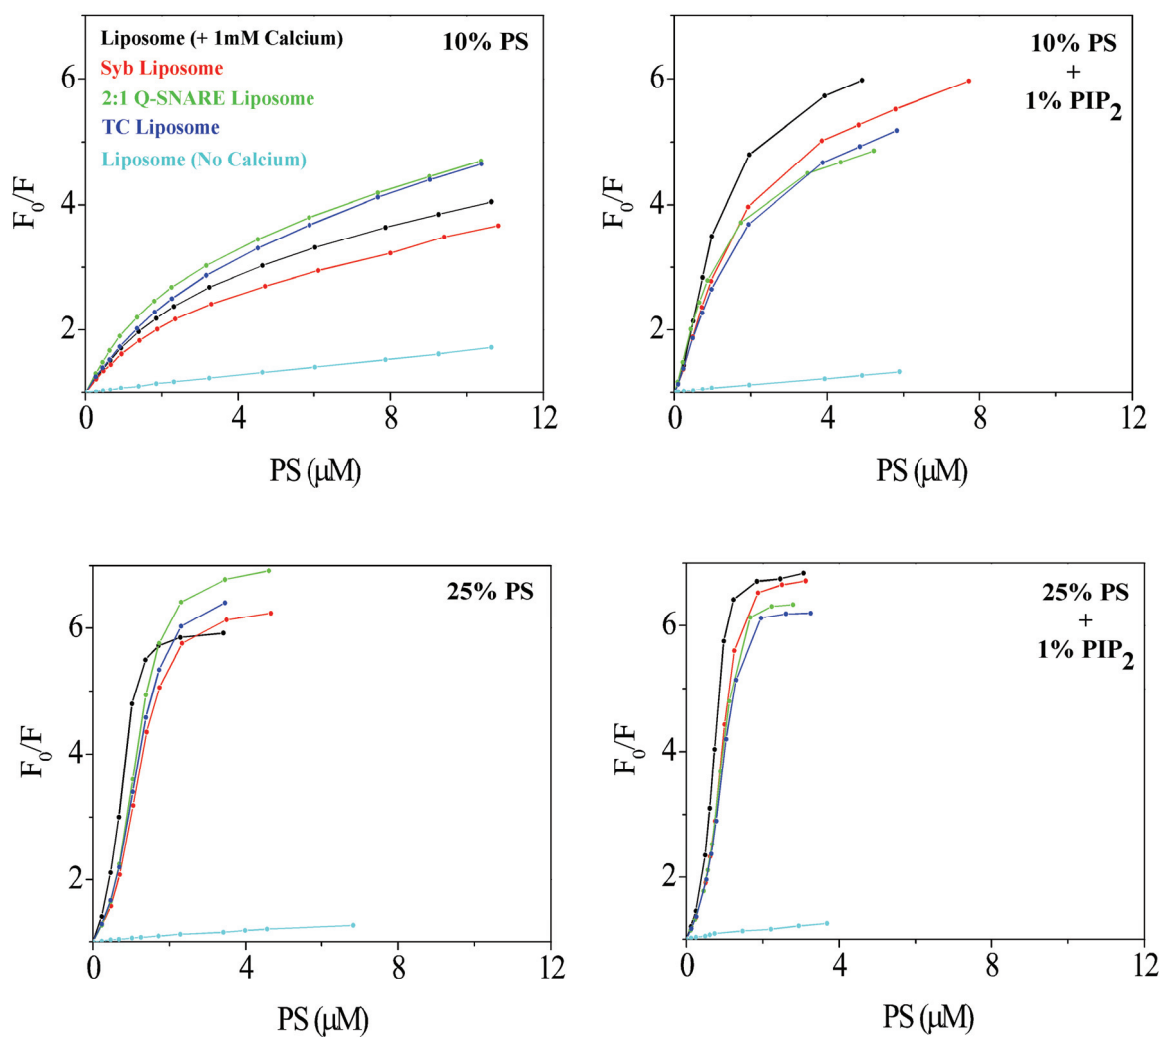 Liposome (+ 1mM Calcium)
Syb Liposome
2:1 Q-SNARE Liposome
TC Liposome
Liposome (No Calcium)
10% PS
F0/F
6
4
2
0 4 8 12
PS (μM)
10% PS
+
1% PIP2
F0/F
6
4
2
0 4 8 12
PS (μM)
25% PS
F0/F
6
4
2
0 4 8 12
PS (μM)
25% PS
+
1% PIP2
F0/F
6
4
2
0 4 8 12
PS (μM)